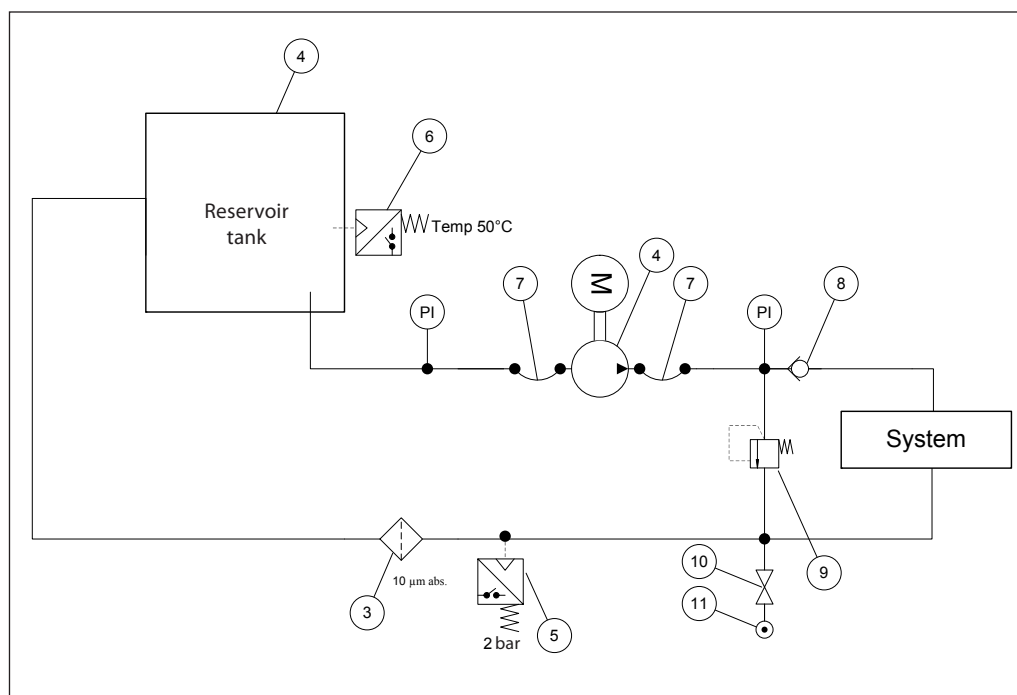 4
6
Reservoir
tank
Temp 50°C
M
4
7
7
8
PI
PI
System
10 µm abs.
3
2 bar
5
10
9
11